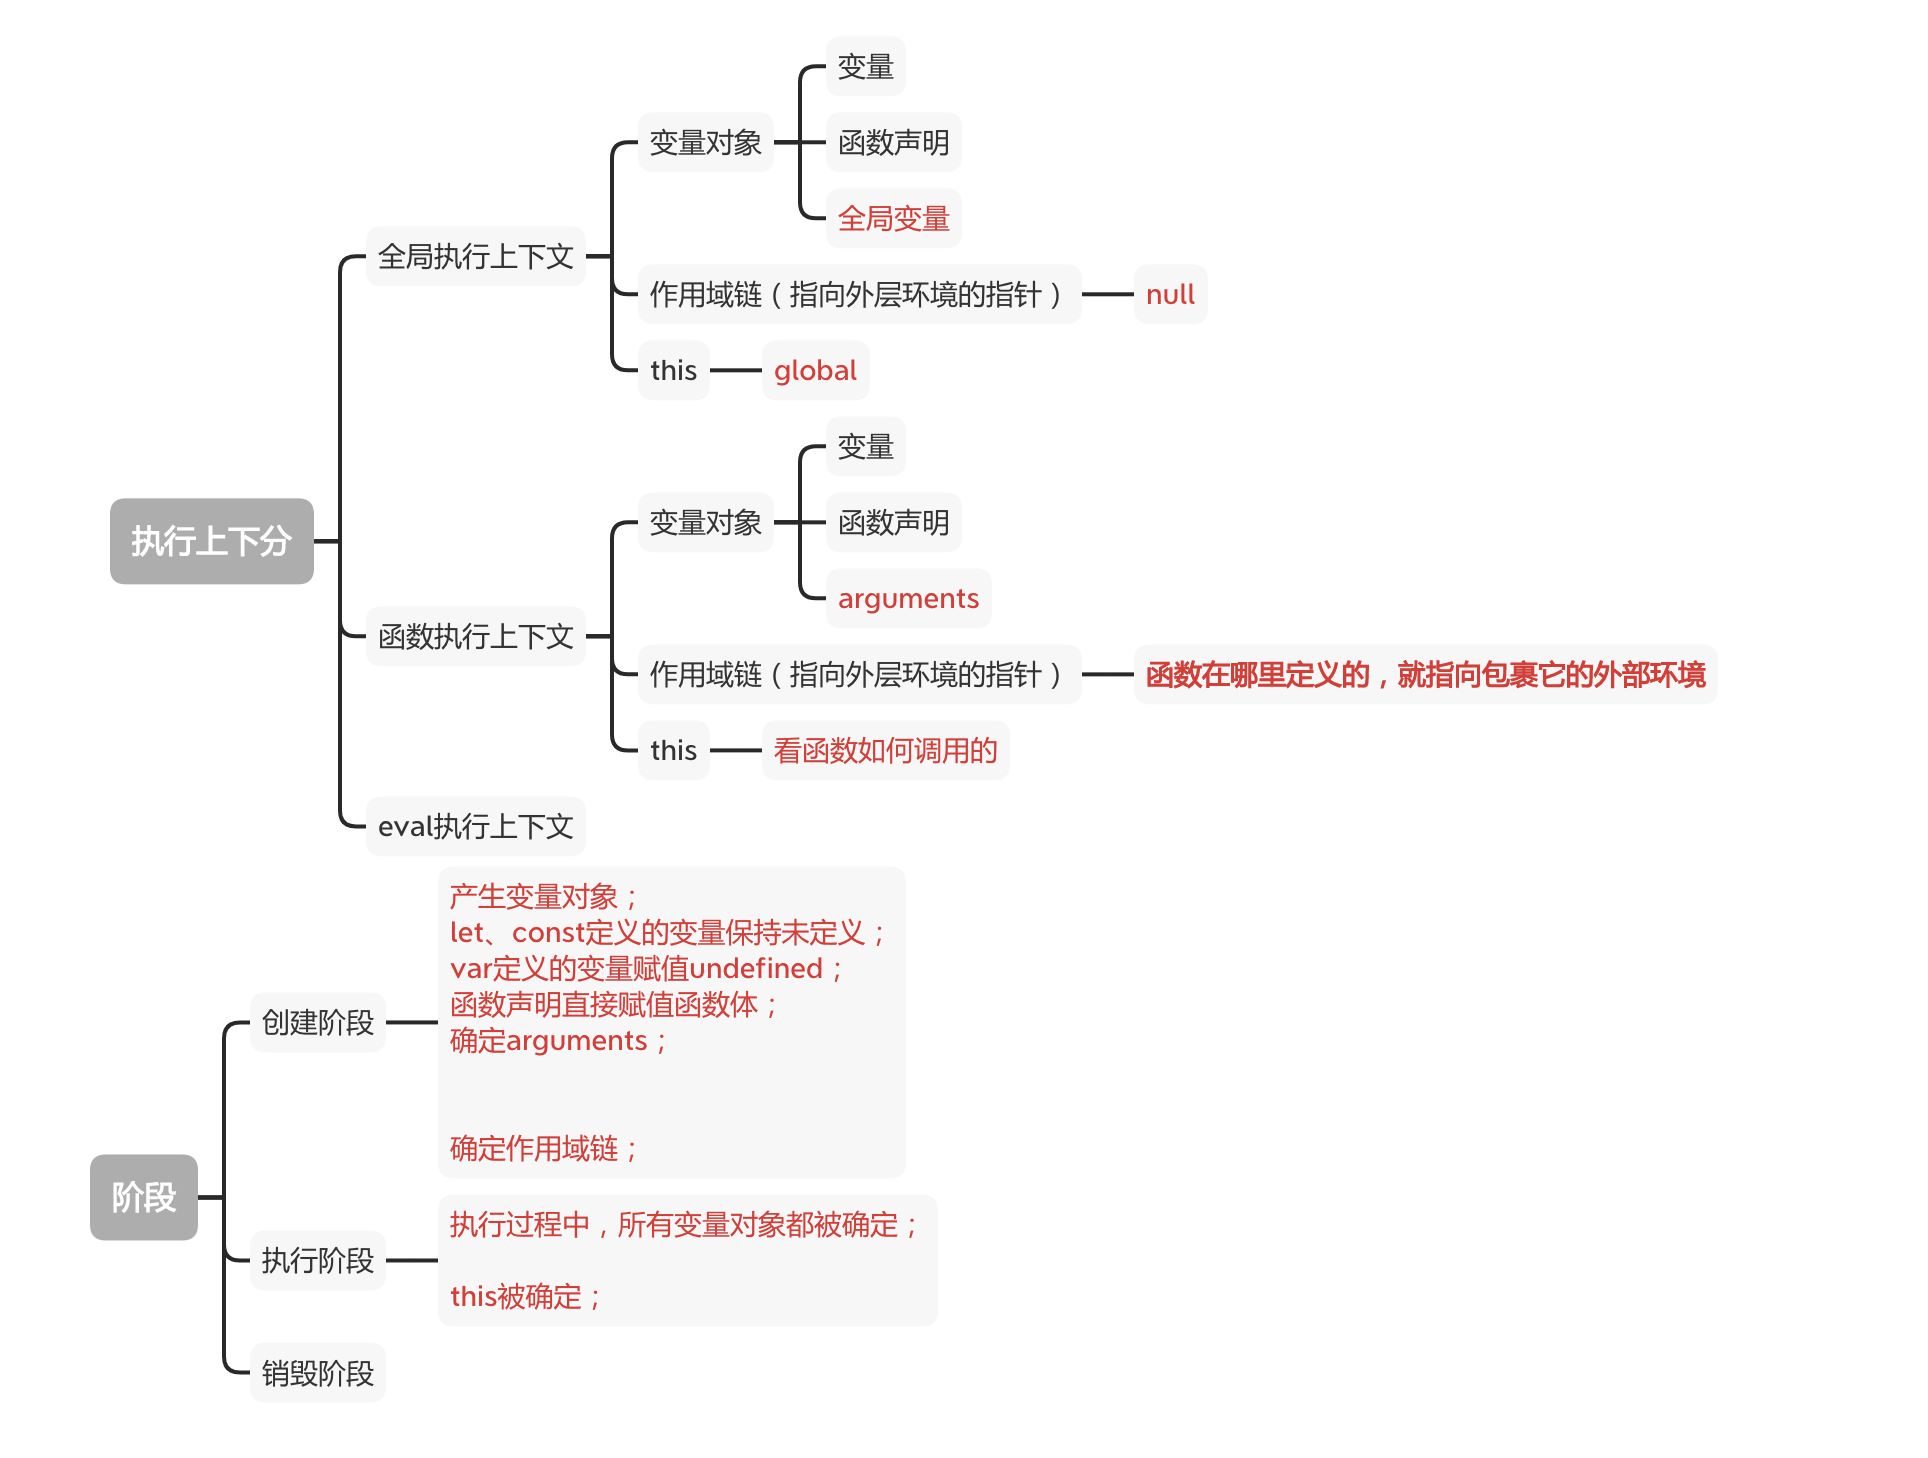 执行上下分
全局执行上下文
变量对象
变量
函数声明
全局变量
作用域链（指向外层环境的指针）
null
this
global
函数执行上下文
变量对象
变量
函数声明
arguments
作用域链（指向外层环境的指针）
函数在哪里定义的，就指向包裹它的外部环境
this
看函数如何调用的
eval执行上下文
阶段
创建阶段
产生变量对象；
let、const定义的变量保持未定义；
var定义的变量赋值undefined；
函数声明直接赋值函数体；
确定arguments；
确定作用域链；
执行阶段
执行过程中，所有变量对象都被确定；
this被确定；
销毁阶段